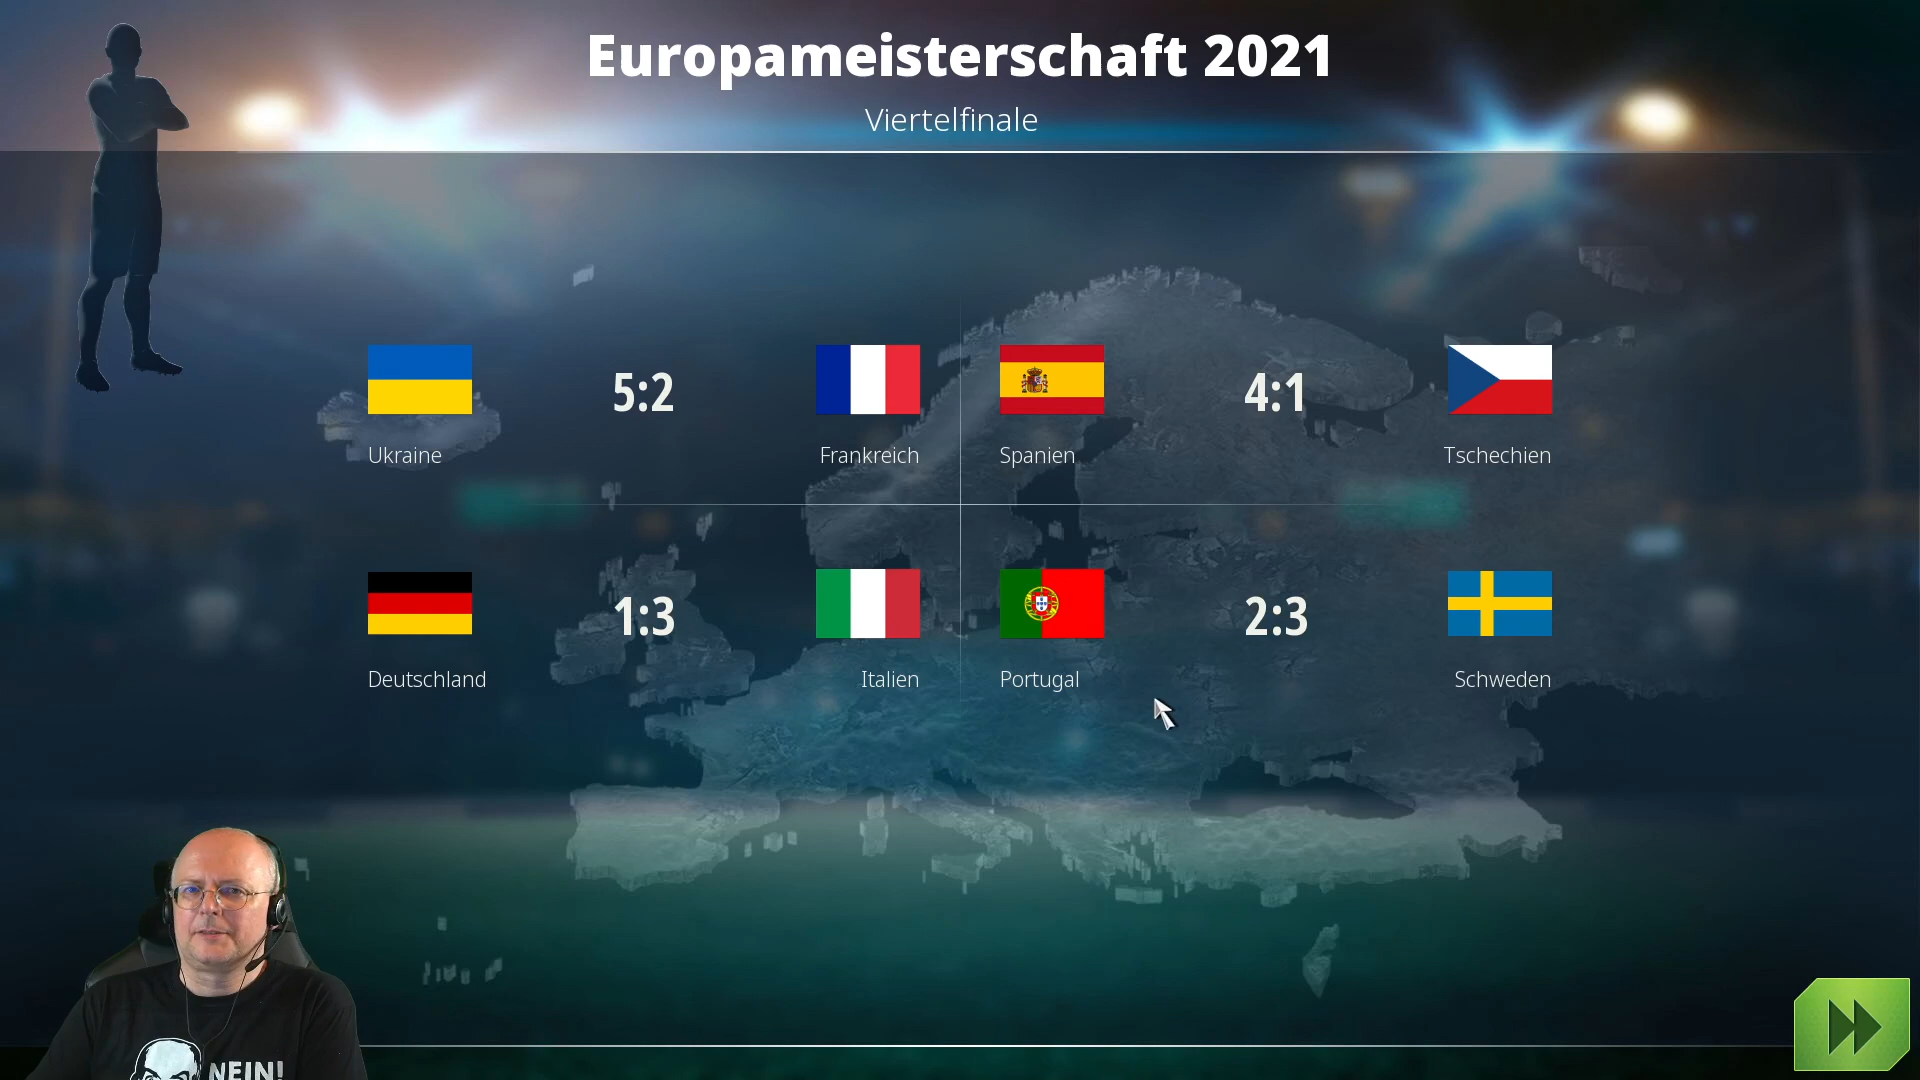 Europameisterschaft 2021
Viertelfinale
5:2
4:1
Ukraine
Frankreich
Spanien
Tschechien
1:3
2:3
Deutschland
Italien
Portugal
Schweden
NEIN!